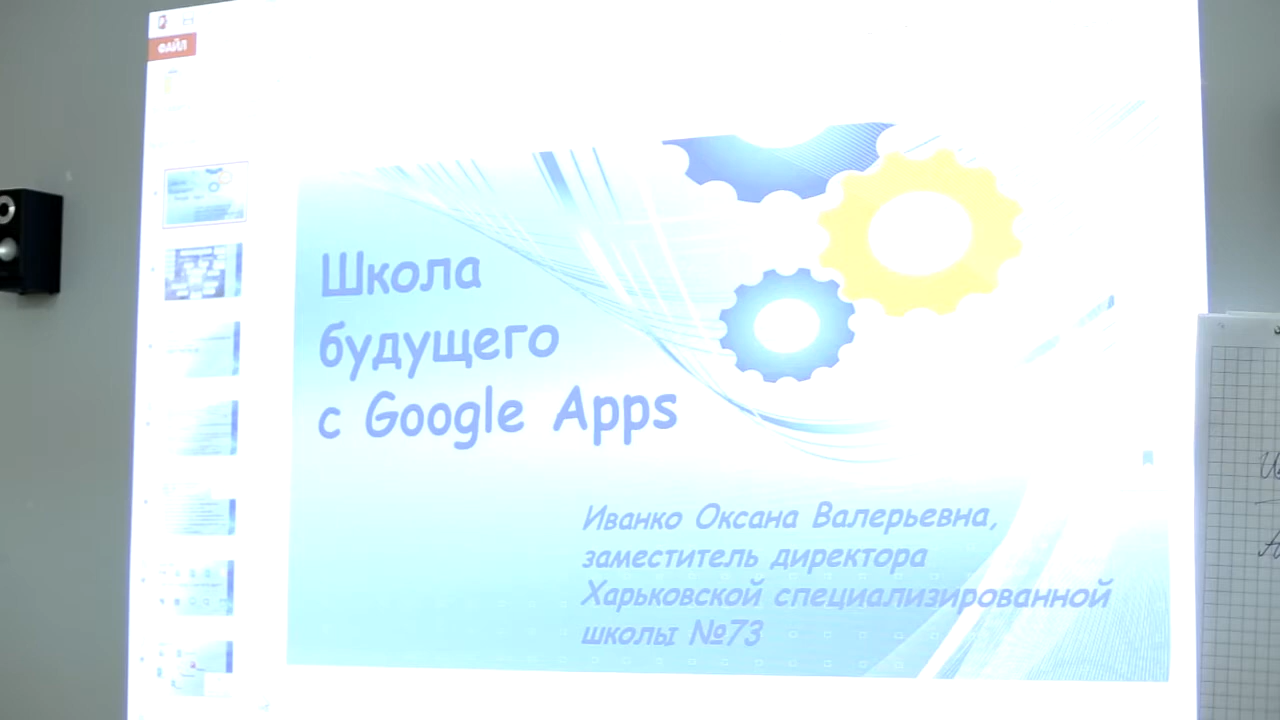 ФАЙЛ
Школа
будущего
с Google Apps
Иванко Оксана Валерьевна,
заместитель директора
Харьковской специализированной
школы №73